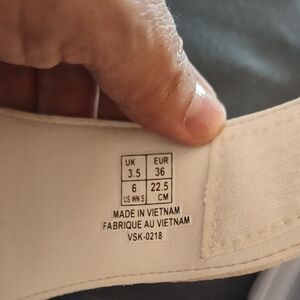 UK EUR
3.5 36
6 22.5
US WN S CM
MADE IN VIETNAM
FABRIQUE AU VIETNAM
VSK-0218